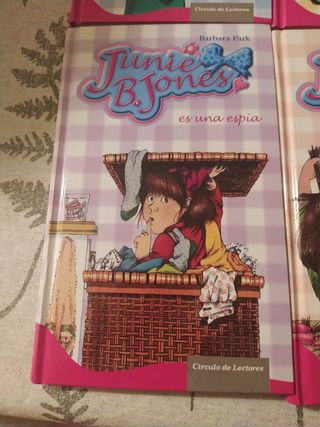 Círculo de Lectores
Barbara Park
Junie
B. Jones
es una espía
Círculo de Lectores